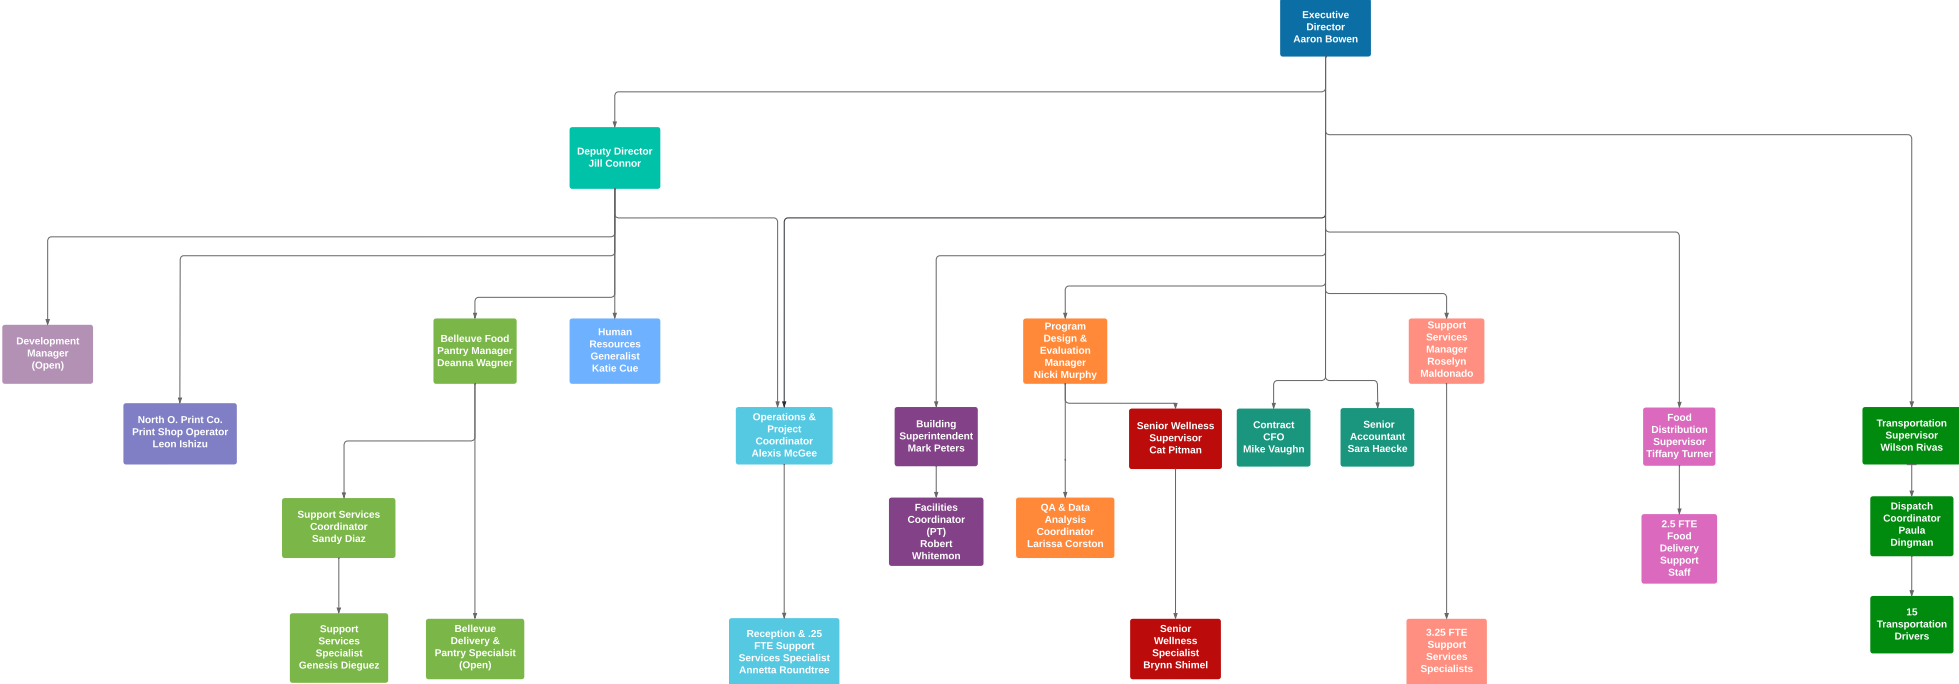 Executive
Director
Aaron Bowen
Deputy Director
Jill Connor
Development
Manager
(Open)
North O. Print Co.
Print Shop Operator
Leon Ishizu
Belleuve Food
Pantry Manager
Deanna Wagner
Human
Resources
Generalist
Katie Cue
Operations &
Project
Coordinator
Alexis McGee
Building
Superintendent
Mark Peters
Program
Design &
Evaluation
Manager
Nicki Murphy
Senior Wellness
Supervisor
Cat Pitman
Contract
CFO
Mike Vaughn
Senior
Accountant
Sara Haecke
Support
Services
Manager
Roselyn
Maldonado
Food
Distribution
Supervisor
Tiffany Turner
Transportation
Supervisor
Wilson Rivas
Support Services
Coordinator
Sandy Diaz
Facilities
Coordinator
(PT)
Robert
Whitemon
QA & Data
Analysis
Coordinator
Larissa Corston
2.5 FTE
Food
Delivery
Support
Staff
Dispatch
Coordinator
Paula
Dingman
Support
Services
Specialist
Genesis Dieguez
Bellevue
Delivery &
Pantry Specialsit
(Open)
Reception & .25
FTE Support
Services Specialist
Annetta Roundtree
Senior
Wellness
Specialist
Brynn Shimel
3.25 FTE
Support
Services
Specialists
15
Transportation
Drivers